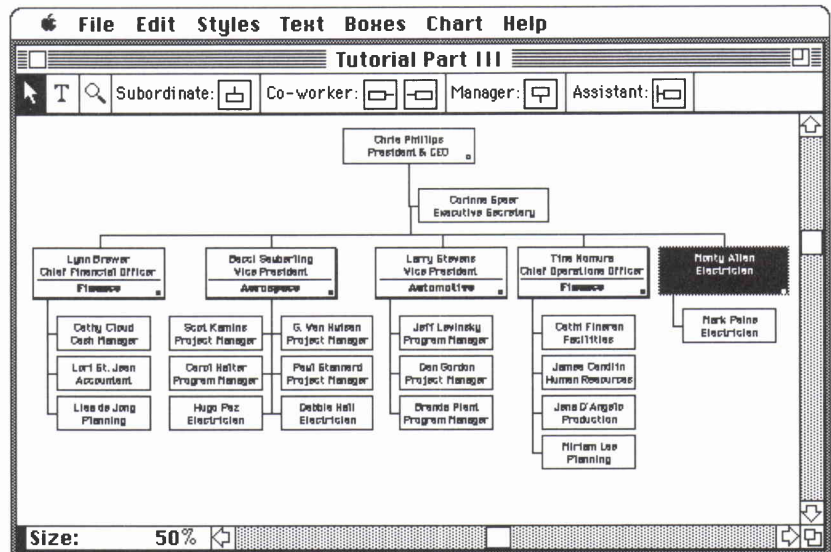 File Edit Styles Text Boxes Chart Help
Tutorial Part III
T Subordinate: Co-worker: Manager: Assistant:
Chris Phillips
President & CEO
Corinne Speer
Executive Secretary
Lynn Brewer
Chief Financial Officer
Finance
Becci Sauberling
Vice President
Aerospace
Larry Stevens
Vice President
Automotive
Tina Nomura
Chief Operations Officer
Finance
Monty Allen
Electrician
Cathy Cloud
Cash Manager
Lori St. Jean
Accountant
Lisa de Jong
Planning
Scot Kamins
Project Manager
Carol Halter
Program Manager
Hugo Paz
Electrician
G. Van Huisen
Project Manager
Paul Stannard
Project Manager
Debbie Hall
Electrician
Jeff Levinsky
Program Manager
Dan Gordon
Project Manager
Brenda Plant
Program Manager
Cathi Fineran
Facilities
James Candlin
Human Resources
Jana D'Angelo
Production
Miriam Lee
Planning
Mark Paine
Electrician
Size: 50%